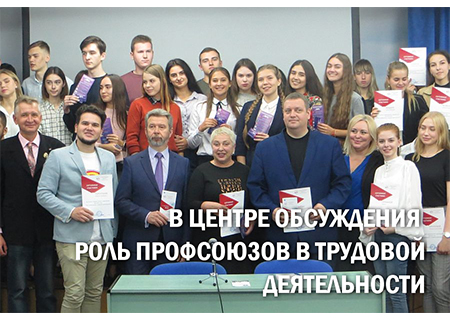 В ЦЕНТРЕ ОБСУЖДЕНИЯ
РОЛЬ ПРОФСОЮЗОВ В ТРУДОВОЙ
ДЕЯТЕЛЬНОСТИ